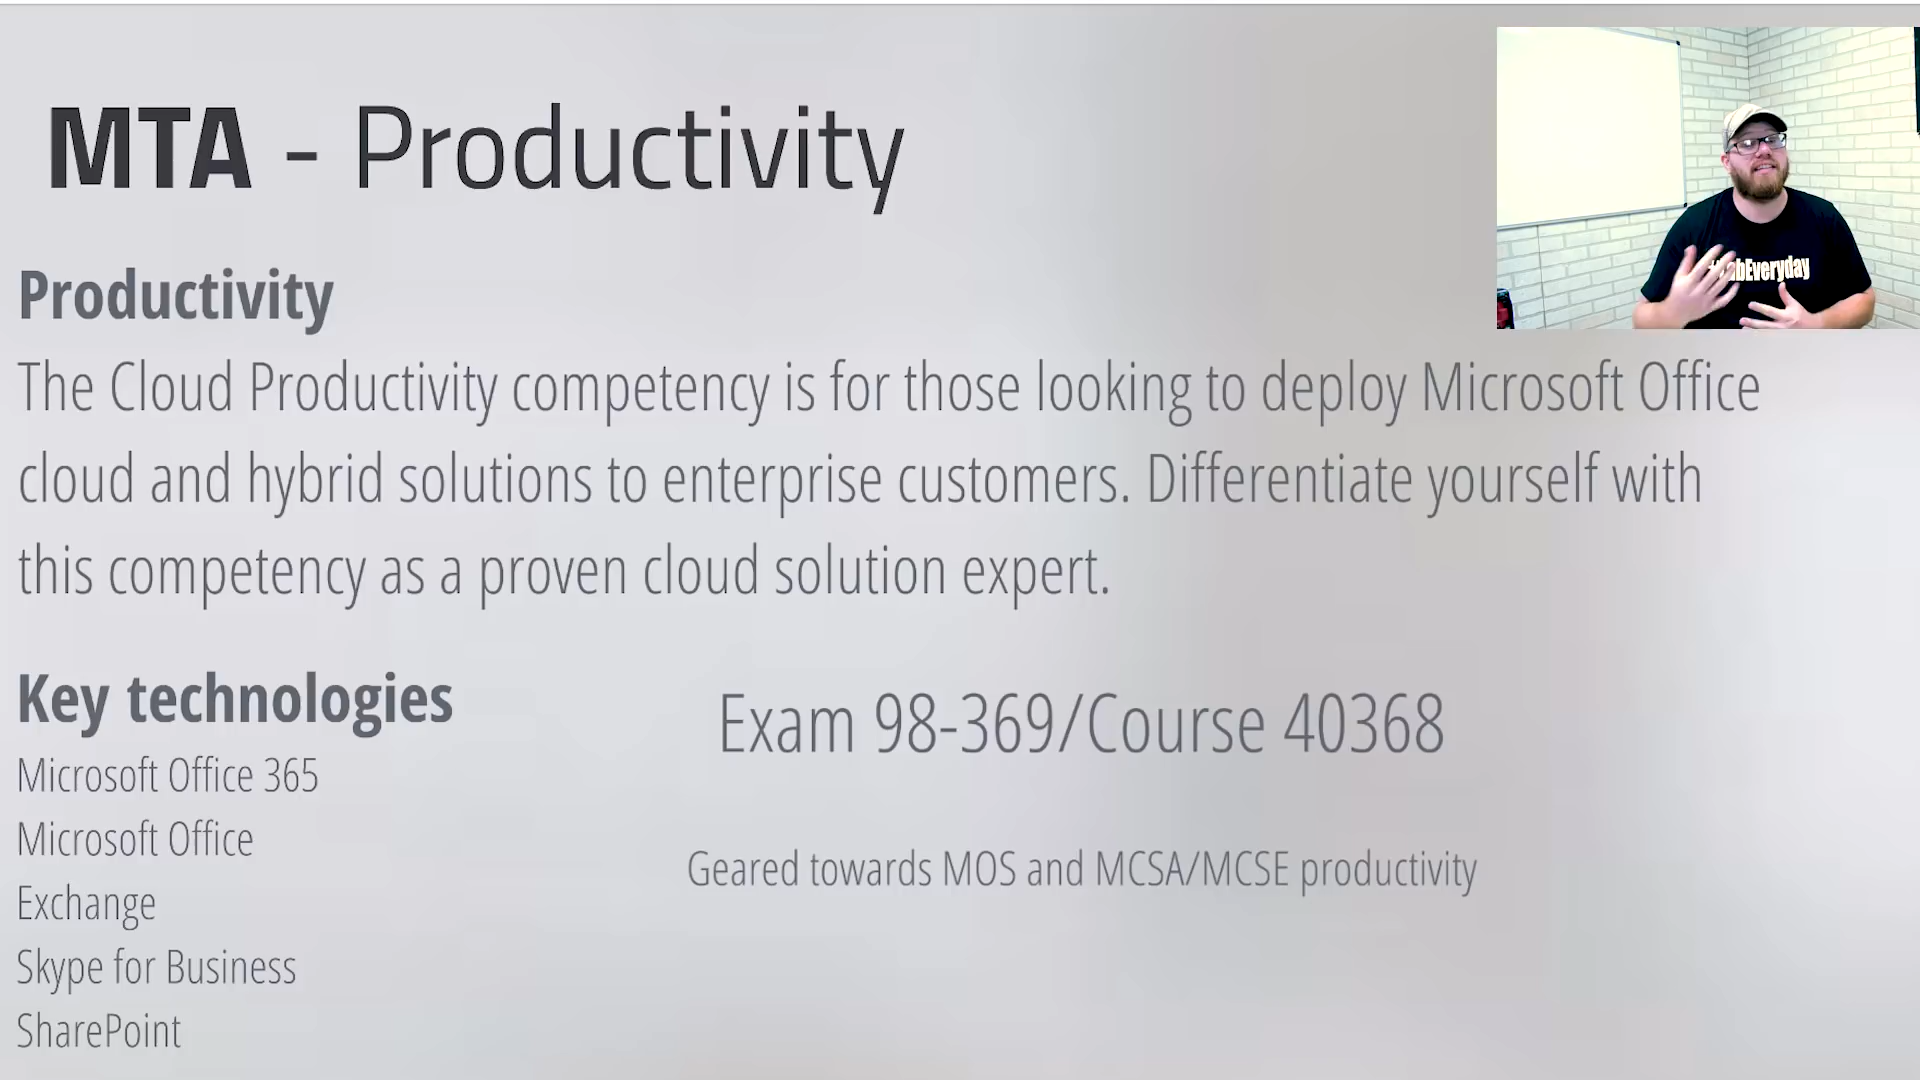 MTA - Productivity
Productivity
The Cloud Productivity competency is for those looking to deploy Microsoft Office
cloud and hybrid solutions to enterprise customers. Differentiate yourself with
this competency as a proven cloud solution expert.
Key technologies
Microsoft Office 365
Microsoft Office
Exchange
Skype for Business
SharePoint
Exam 98-369/Course 40368
Geared towards MOS and MCSA/MCSE productivity